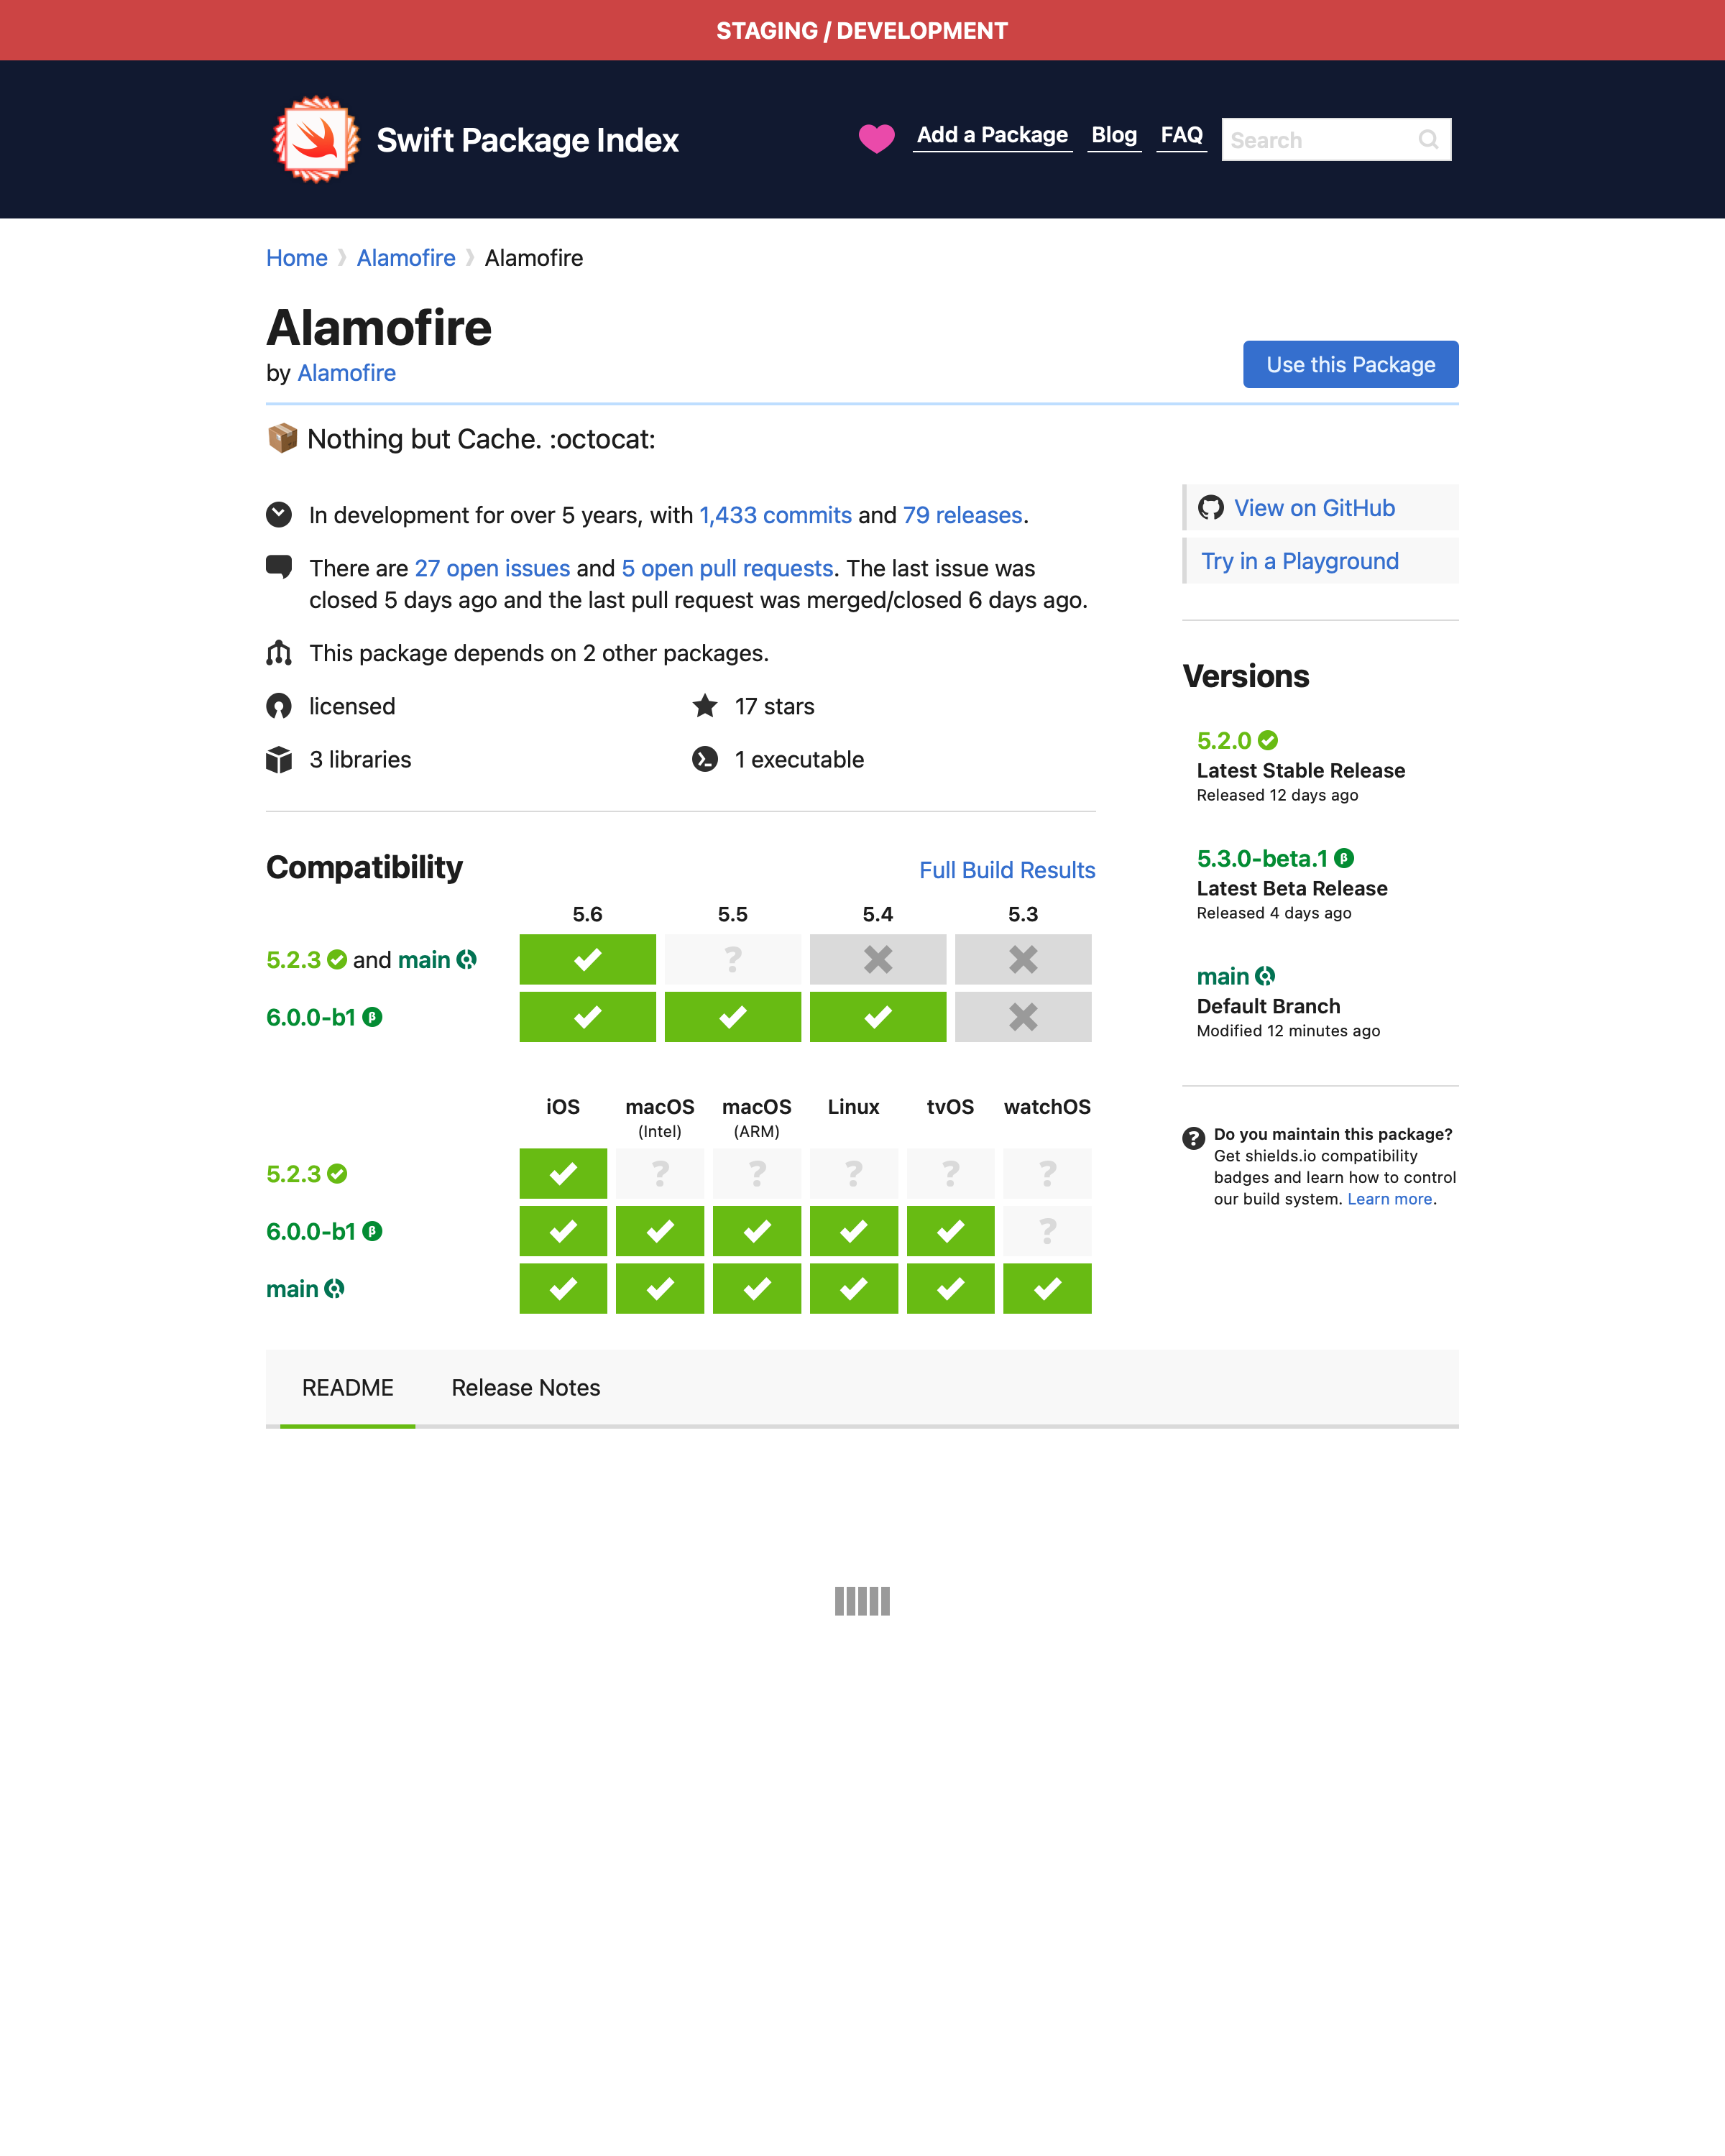 STAGING / DEVELOPMENT
Swift Package Index
Add a Package Blog FAQ Search
Home Alamofire Alamofire
Alamofire
by Alamofire
Use this Package
Nothing but Cache. :octocat:
In development for over 5 years, with 1,433 commits and 79 releases.
There are 27 open issues and 5 open pull requests. The last issue was
closed 5 days ago and the last pull request was merged/closed 6 days ago.
This package depends on 2 other packages.
licensed
17 stars
3 libraries
1 executable
View on GitHub
Try in a Playground
Versions
5.2.0
Latest Stable Release
Released 12 days ago
5.3.0-beta.1 β
Latest Beta Release
Released 4 days ago
main
Default Branch
Modified 12 minutes ago
? Do you maintain this package?
Get shields.io compatibility
badges and learn how to control
our build system. Learn more.
Compatibility
Full Build Results
5.6 5.5 5.4 5.3
5.2.3 and main ?
6.0.0-b1 β
iOS macOS macOS Linux tvOS watchOS
(Intel) (ARM)
5.2.3 ? ? ? ? ?
6.0.0-b1 β ?
main
README Release Notes